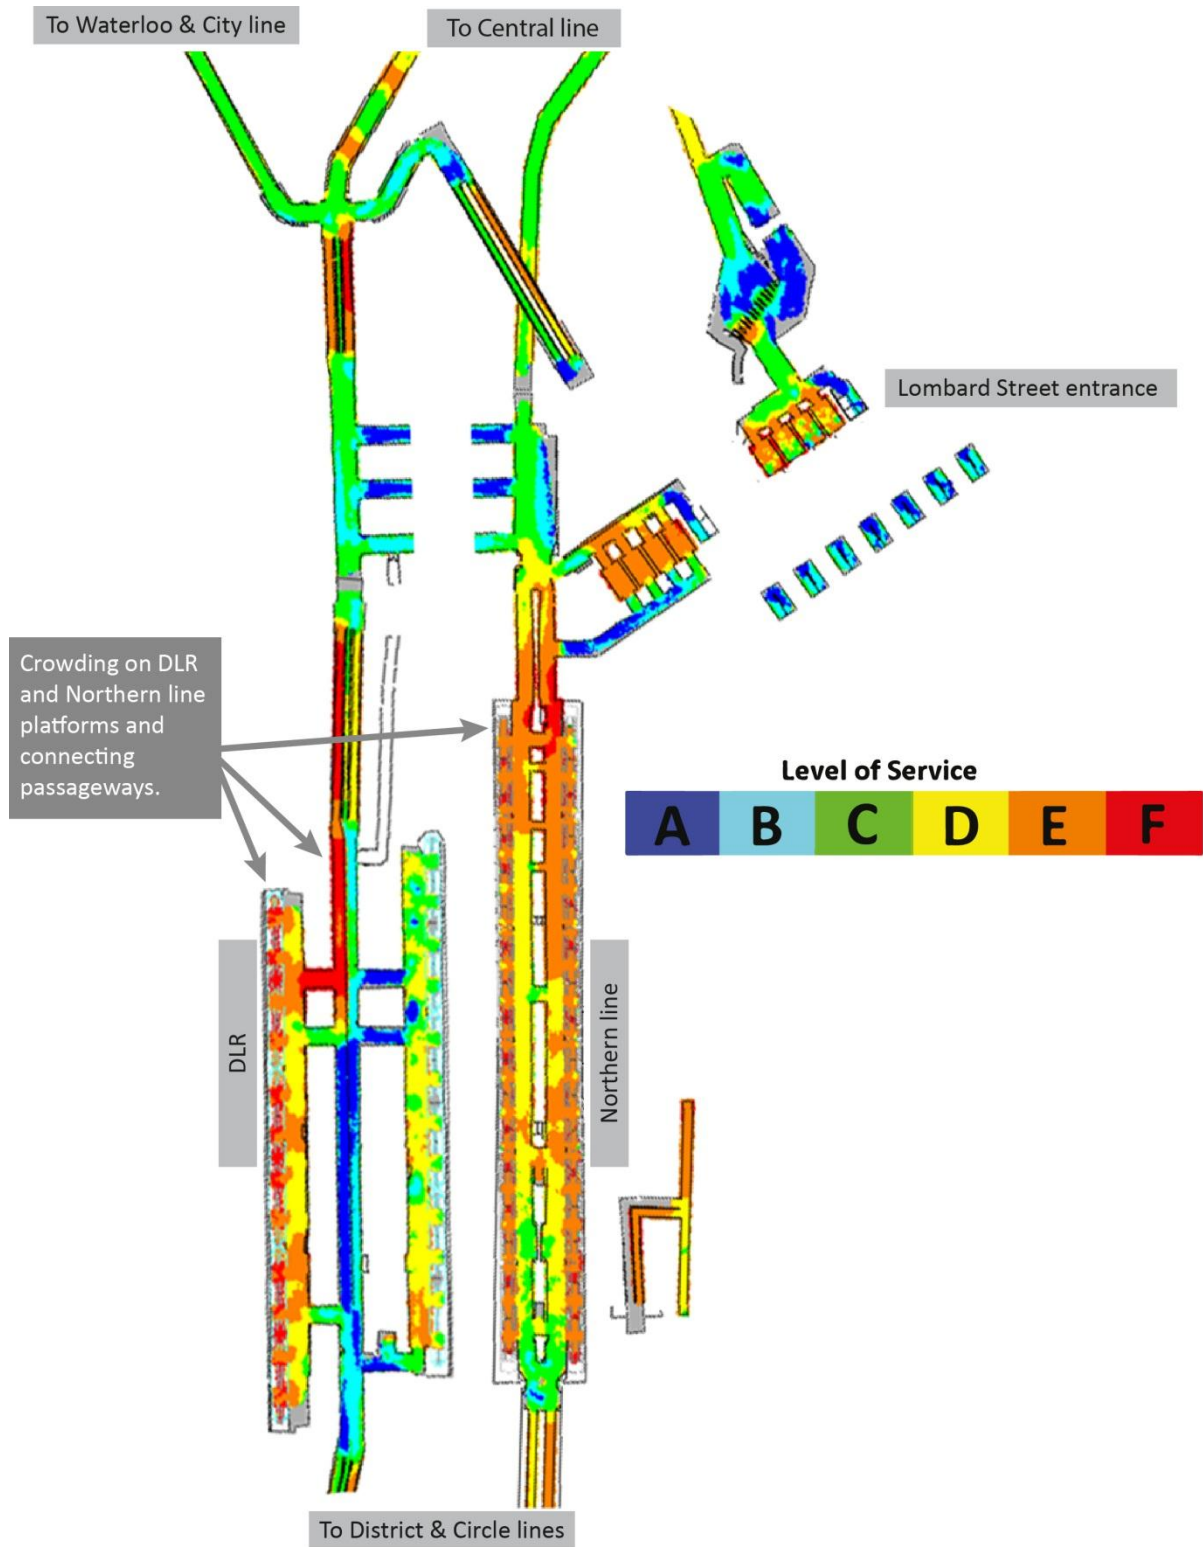 To Waterloo & City line
To Central line
Lombard Street entrance
Crowding on DLR
and Northern line
platforms and
connecting
passageways.
Level of Service
A B C D E F
DLR
Northern line
To District & Circle lines